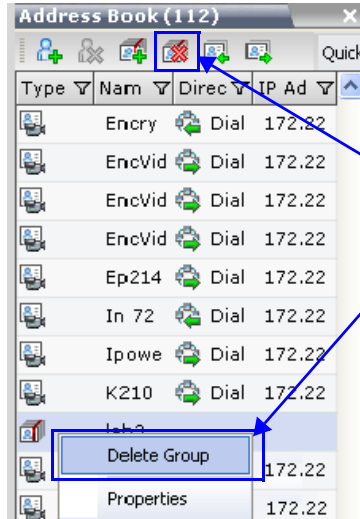 Address Book (112)
Quick
Type Nam Direc IP Ad
Encry Dial 172.22
EncVid Dial 172.22
EncVid Dial 172.22
EncVid Dial 172.22
Ep214 Dial 172.22
In 72 Dial 172.22
Ipowe Dial 172.22
K210 Dial 172.22
Delete Group
172.22
Properties
172.22